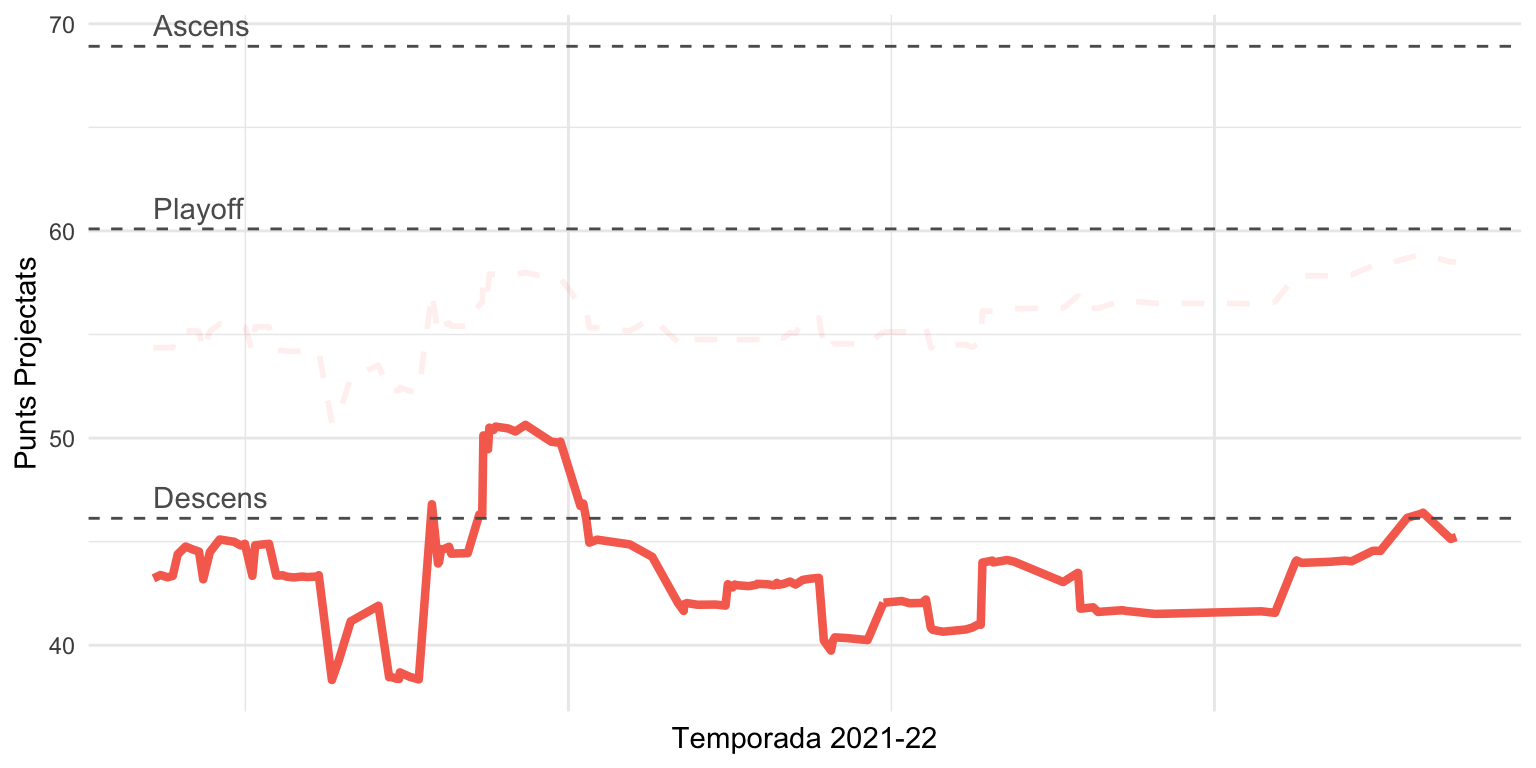 70
Ascens
Playoff
60
50
Descens
40
Punts Projectats
Temporada 2021-22